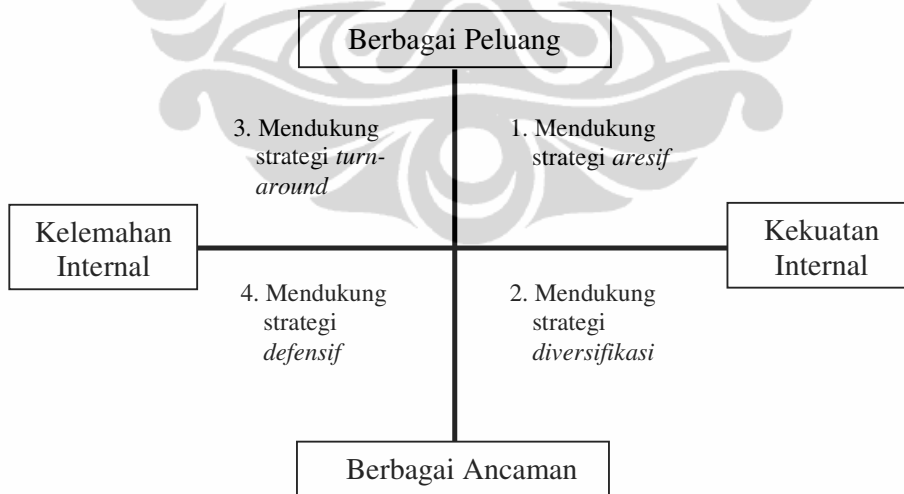 Berbagai Peluang
3. Mendukung
strategi turn-
around
1. Mendukung
strategi aresif
Kelemahan
Internal
Kekuatan
Internal
4. Mendukung
strategi
defensif
2. Mendukung
strategi
diversifikasi
Berbagai Ancaman